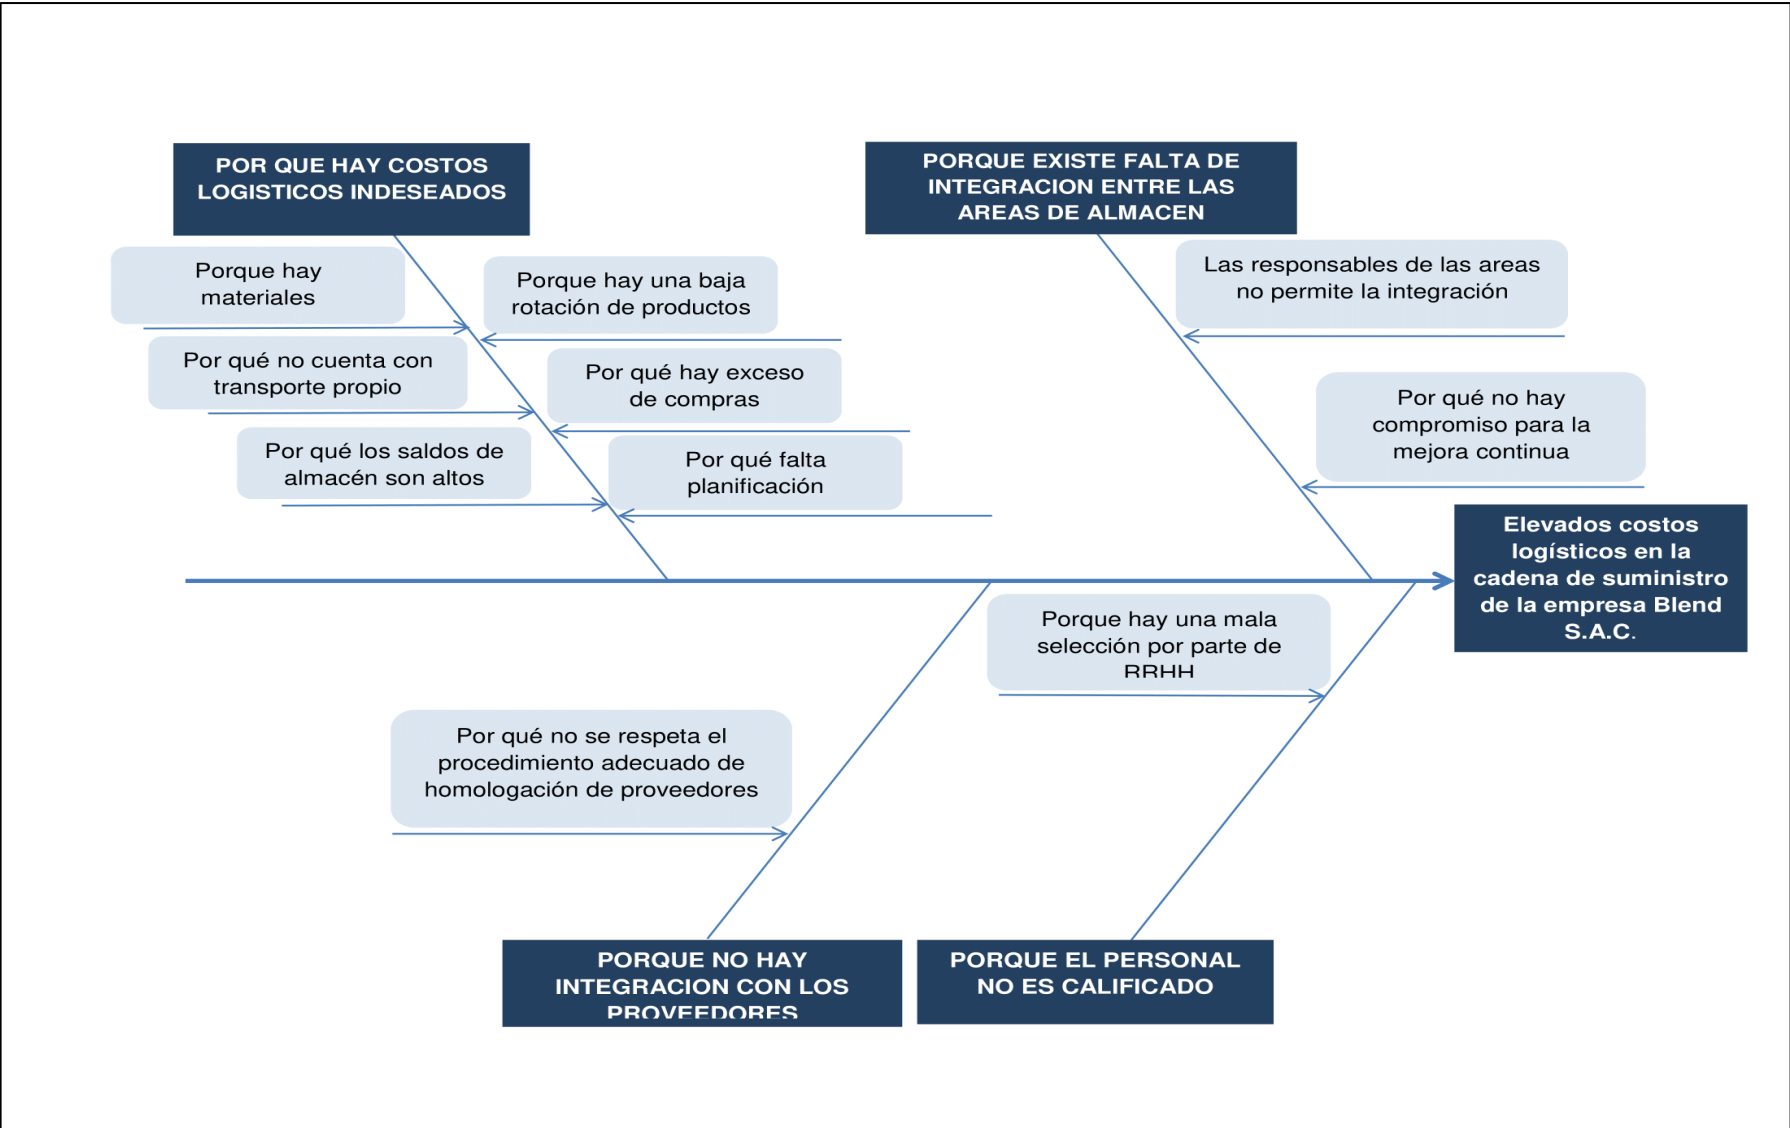 POR QUE HAY COSTOS
LOGISTICOS INDESEADOS
PORQUE EXISTE FALTA DE
INTEGRACION ENTRE LAS
AREAS DE ALMACEN
Porque hay
materiales
Porque hay una baja
rotación de productos
Las responsables de las areas
no permite la integración
Por qué no cuenta con
transporte propio
Por qué hay exceso
de compras
Por qué no hay
compromiso para la
mejora continua
Por qué los saldos de
almacén son altos
Por qué falta
planificación
Elevados costos
logísticos en la
cadena de suministro
de la empresa Blend
S.A.C.
Porque hay una mala
selección por parte de
RRHH
Por qué no se respeta el
procedimiento adecuado de
homologación de proveedores
PORQUE NO HAY
INTEGRACION CON LOS
PROVEEDORES
PORQUE EL PERSONAL
NO ES CALIFICADO